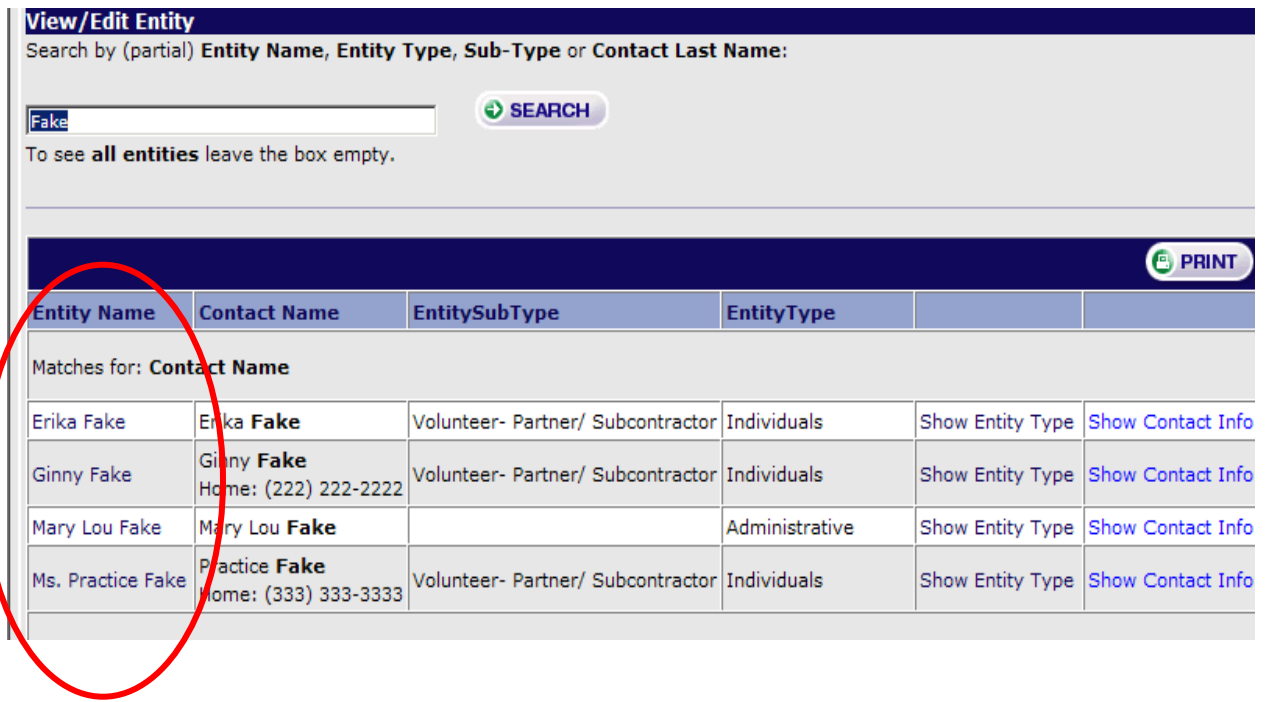 View/Edit Entity
Search by (partial) Entity Name, Entity Type, Sub-Type or Contact Last Name:
Fake
SEARCH
To see all entities leave the box empty.
PRINT
Entity Name Contact Name EntitySubType EntityType
Matches for: Contact Name
Erika Fake Erika Fake Volunteer- Partner/ Subcontractor Individuals Show Entity Type Show Contact Info
Ginny Fake Ginny Fake Volunteer- Partner/ Subcontractor Individuals Show Entity Type Show Contact Info
Home: (222) 222-2222
Mary Lou Fake Mary Lou Fake Administrative Show Entity Type Show Contact Info
Ms. Practice Fake Practice Fake Volunteer- Partner/ Subcontractor Individuals Show Entity Type Show Contact Info
Home: (333) 333-3333